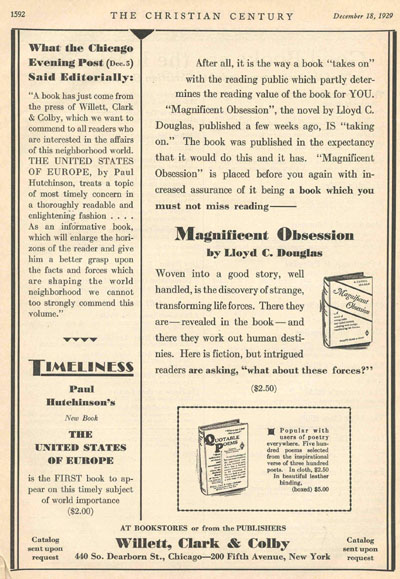 1592
THE CHRISTIAN CENTURY
December 18, 1929
What the Chicago
Evening Post (Dec. 5)
Said Editorially:
"A book has just come from
the press of Willett, Clark
& Colby, which we want to
commend to all readers who
are interested in the affairs
of this neighborhood world.
THE UNITED STATES
OF EUROPE, by Paul
Hutchinson, treats a topic
of most timely concern in
a thoroughly readable and
enlightening fashion . . . .
As an informative book,
which will enlarge the hori-
zons of the reader and give
him a better grasp upon
the facts and forces which
are shaping the world
neighborhood we cannot
too strongly commend this
volume."
TIMELINESS
Paul
Hutchinson's
New Book
THE
UNITED STATES
OF EUROPE
is the FIRST book to ap-
pear on this timely subject
of world importance
($2.00)
After all, it is the way a book "takes on"
with the reading public which partly deter-
mines the reading value of the book for YOU.
"Magnificent Obsession", the novel by Lloyd C.
Douglas, published a few weeks ago, IS "taking
on." The book was published in the expectancy
that it would do this and it has. "Magnificent
Obsession" is placed before you again with in-
creased assurance of it being a book which you
must not miss reading——
Magnificent Obsession
by Lloyd C. Douglas
Woven into a good story, well
handled, is the discovery of strange,
transforming life forces. There they
are—revealed in the book—and
there they work out human desti-
nies. Here is fiction, but intrigued
readers are asking, "what about these forces?"
($2.50)
Magnificent
Obsession
QUOTABLE
POEMS
Popular with
users of poetry
everywhere. Five hun-
dred poems selected
from the inspirational
verse of three hundred
poets. In cloth, $2.50
In beautiful leather
binding,
(boxed) $5.00
AT BOOKSTORES or from the PUBLISHERS
Catalog
sent upon
request
Willett, Clark & Colby
440 So. Dearborn St., Chicago—200 Fifth Avenue, New York
Catalog
sent upon
request